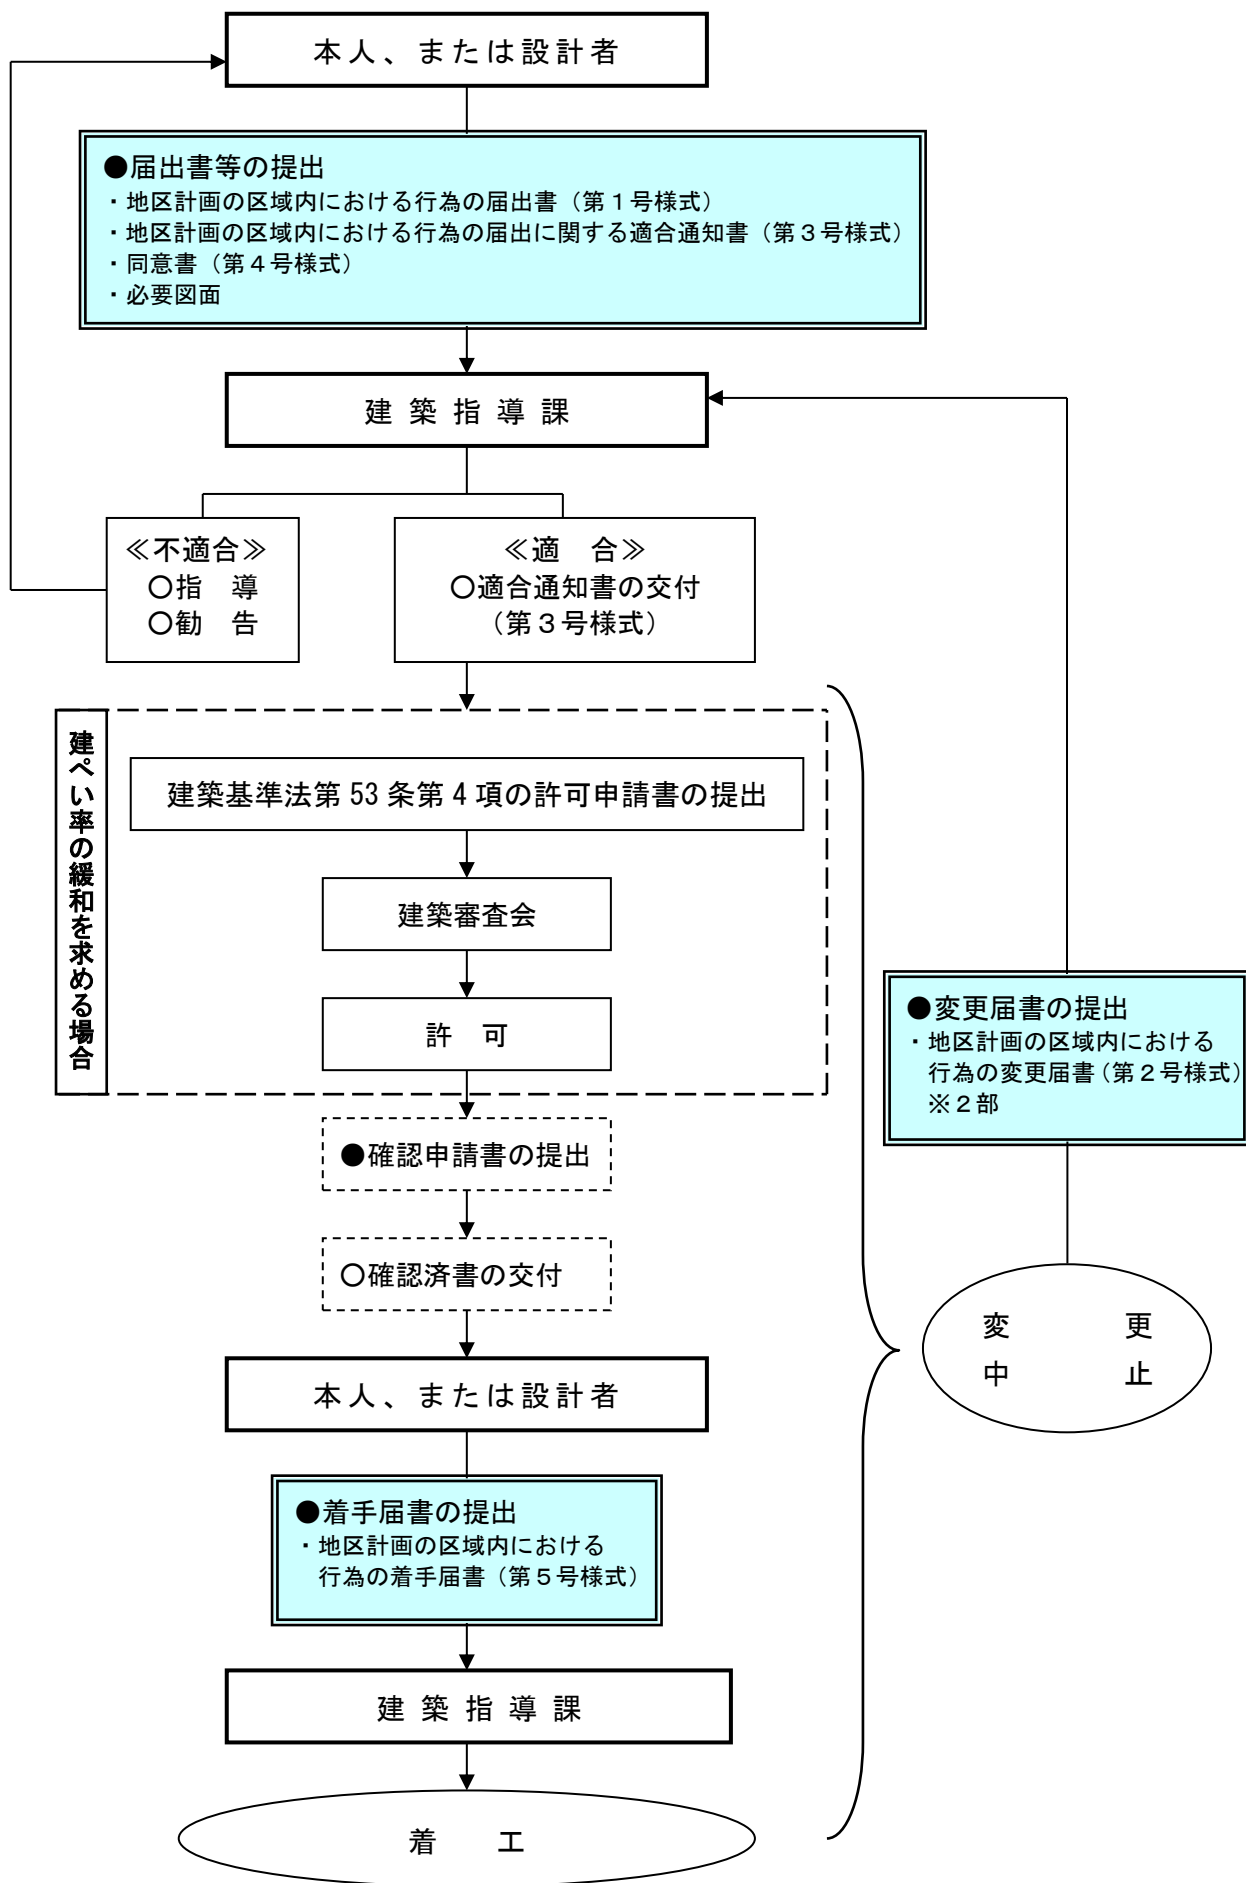 本人、または設計者
●届出書等の提出
・地区計画の区域内における行為の届出書（第１号様式）
・地区計画の区域内における行為の届出に関する適合通知書（第３号様式）
・同意書（第４号様式）
・必要図面
建築指導課
≪不適合≫
○指　導
○勧　告
≪適　合≫
○適合通知書の交付
（第３号様式）
建ぺい率の緩和を求める場合
建築基準法第 53 条第 4 項の許可申請書の提出
建築審査会
許　可
●確認申請書の提出
○確認済書の交付
本人、または設計者
●着手届書の提出
・地区計画の区域内における
行為の着手届書（第５号様式）
建築指導課
着　工
●変更届書の提出
・地区計画の区域内における
行為の変更届書（第２号様式）
※２部
変　更
中　止